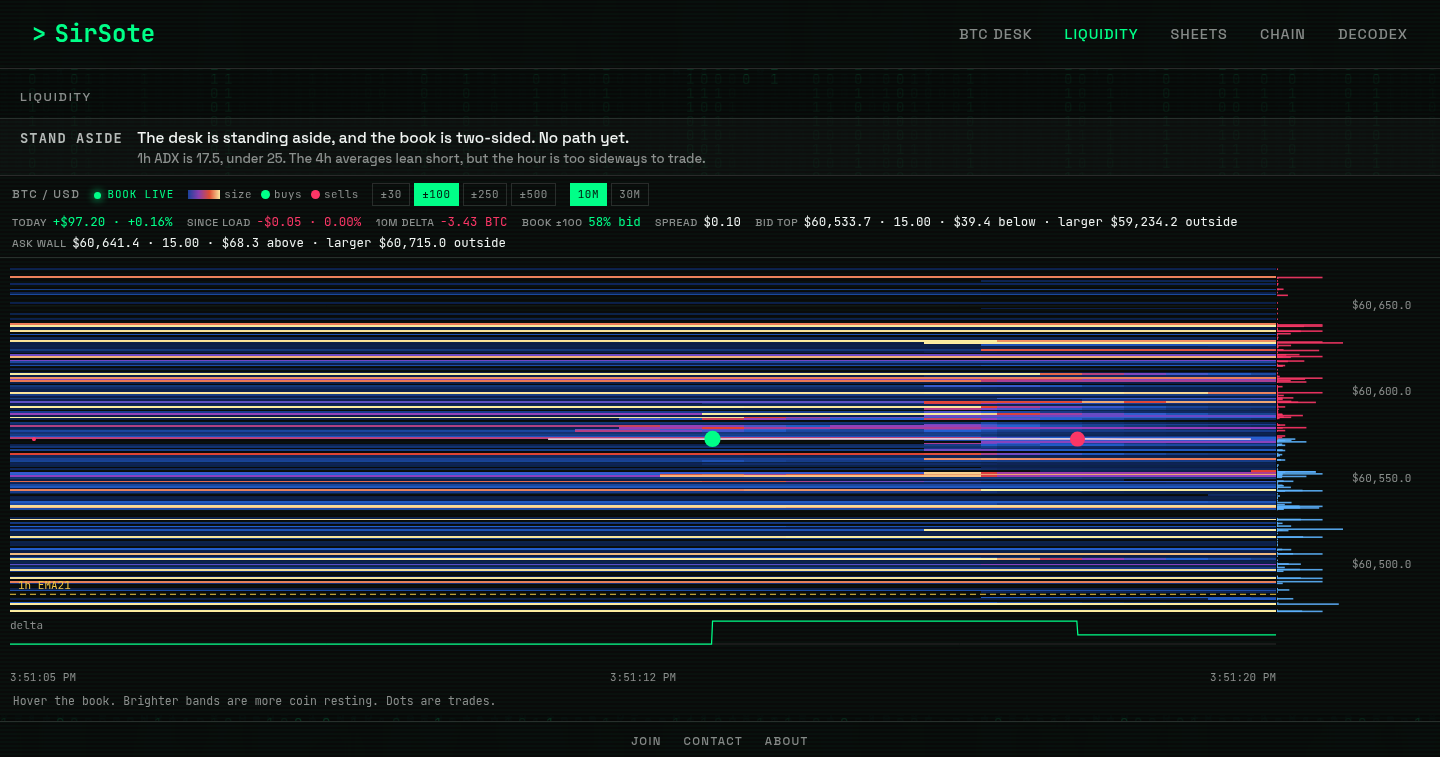 > SirSote
BTC DESK LIQUIDITY SHEETS CHAIN DECODEX
LIQUIDITY
STAND ASIDE The desk is standing aside, and the book is two-sided. No path yet.
1h ADX is 17.5, under 25. The 4h averages lean short, but the hour is too sideways to trade.
BTC / USD BOOK LIVE size buys sells ±30 ±100 ±250 ±500 10M 30M
TODAY +$97.20 · +0.16% SINCE LOAD -$0.05 · 0.00% 10M DELTA -3.43 BTC BOOK ±100 58% bid SPREAD $0.10 BID TOP $60,533.7 · 15.00 · $39.4 below · larger $59,234.2 outside
ASK WALL $60,641.4 · 15.00 · $68.3 above · larger $60,715.0 outside
$60,650.0
$60,600.0
$60,550.0
$60,500.0
1h EMA21
delta
3:51:05 PM 3:51:12 PM 3:51:20 PM
Hover the book. Brighter bands are more coin resting. Dots are trades.
JOIN CONTACT ABOUT